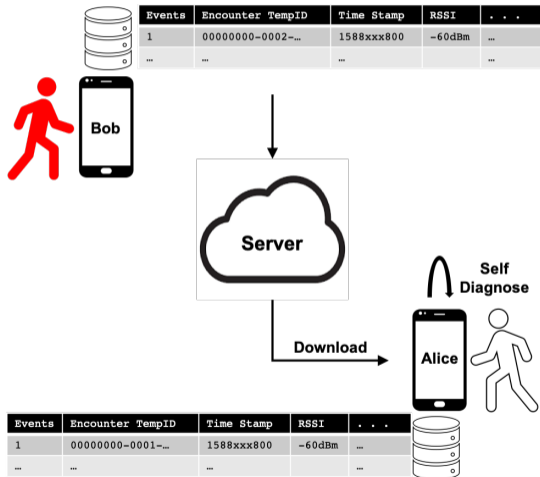 Events Encounter TempID Time Stamp RSSI . . .
1 00000000-0002-… 1588xxx800 -60dBm …
… … … …
Bob
Server
Self
Diagnose
Download
Alice
Events Encounter TempID Time Stamp RSSI . . .
1 00000000-0001-… 1588xxx800 -60dBm …
… … … …